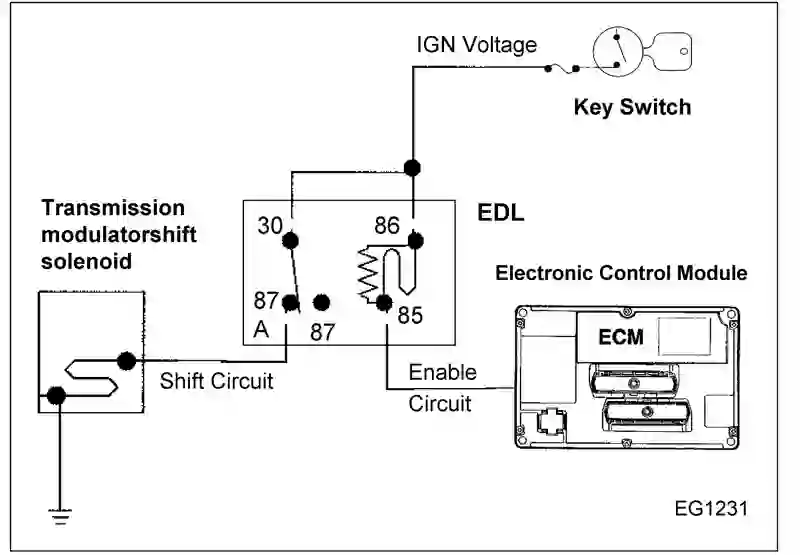 IGN Voltage
Key Switch
Transmission
modulatorshift
solenoid
EDL
30
86
Electronic Control Module
87
A
87
85
ECM
Shift Circuit
Enable
Circuit
EG1231